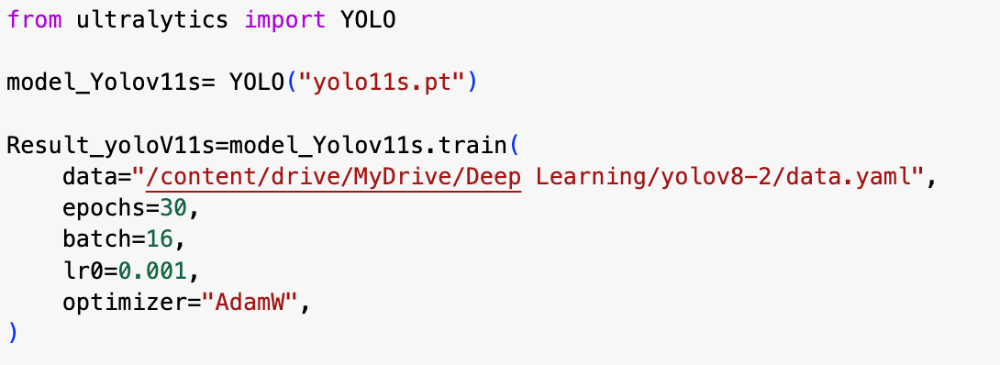 from ultralytics import YOLO
model_Yolov11s= YOLO("yolo11s.pt")
Result_yoloV11s=model_Yolov11s.train(
    data="/content/drive/MyDrive/Deep Learning/yolov8-2/data.yaml",
    epochs=30,
    batch=16,
    lr0=0.001,
    optimizer="AdamW",
)